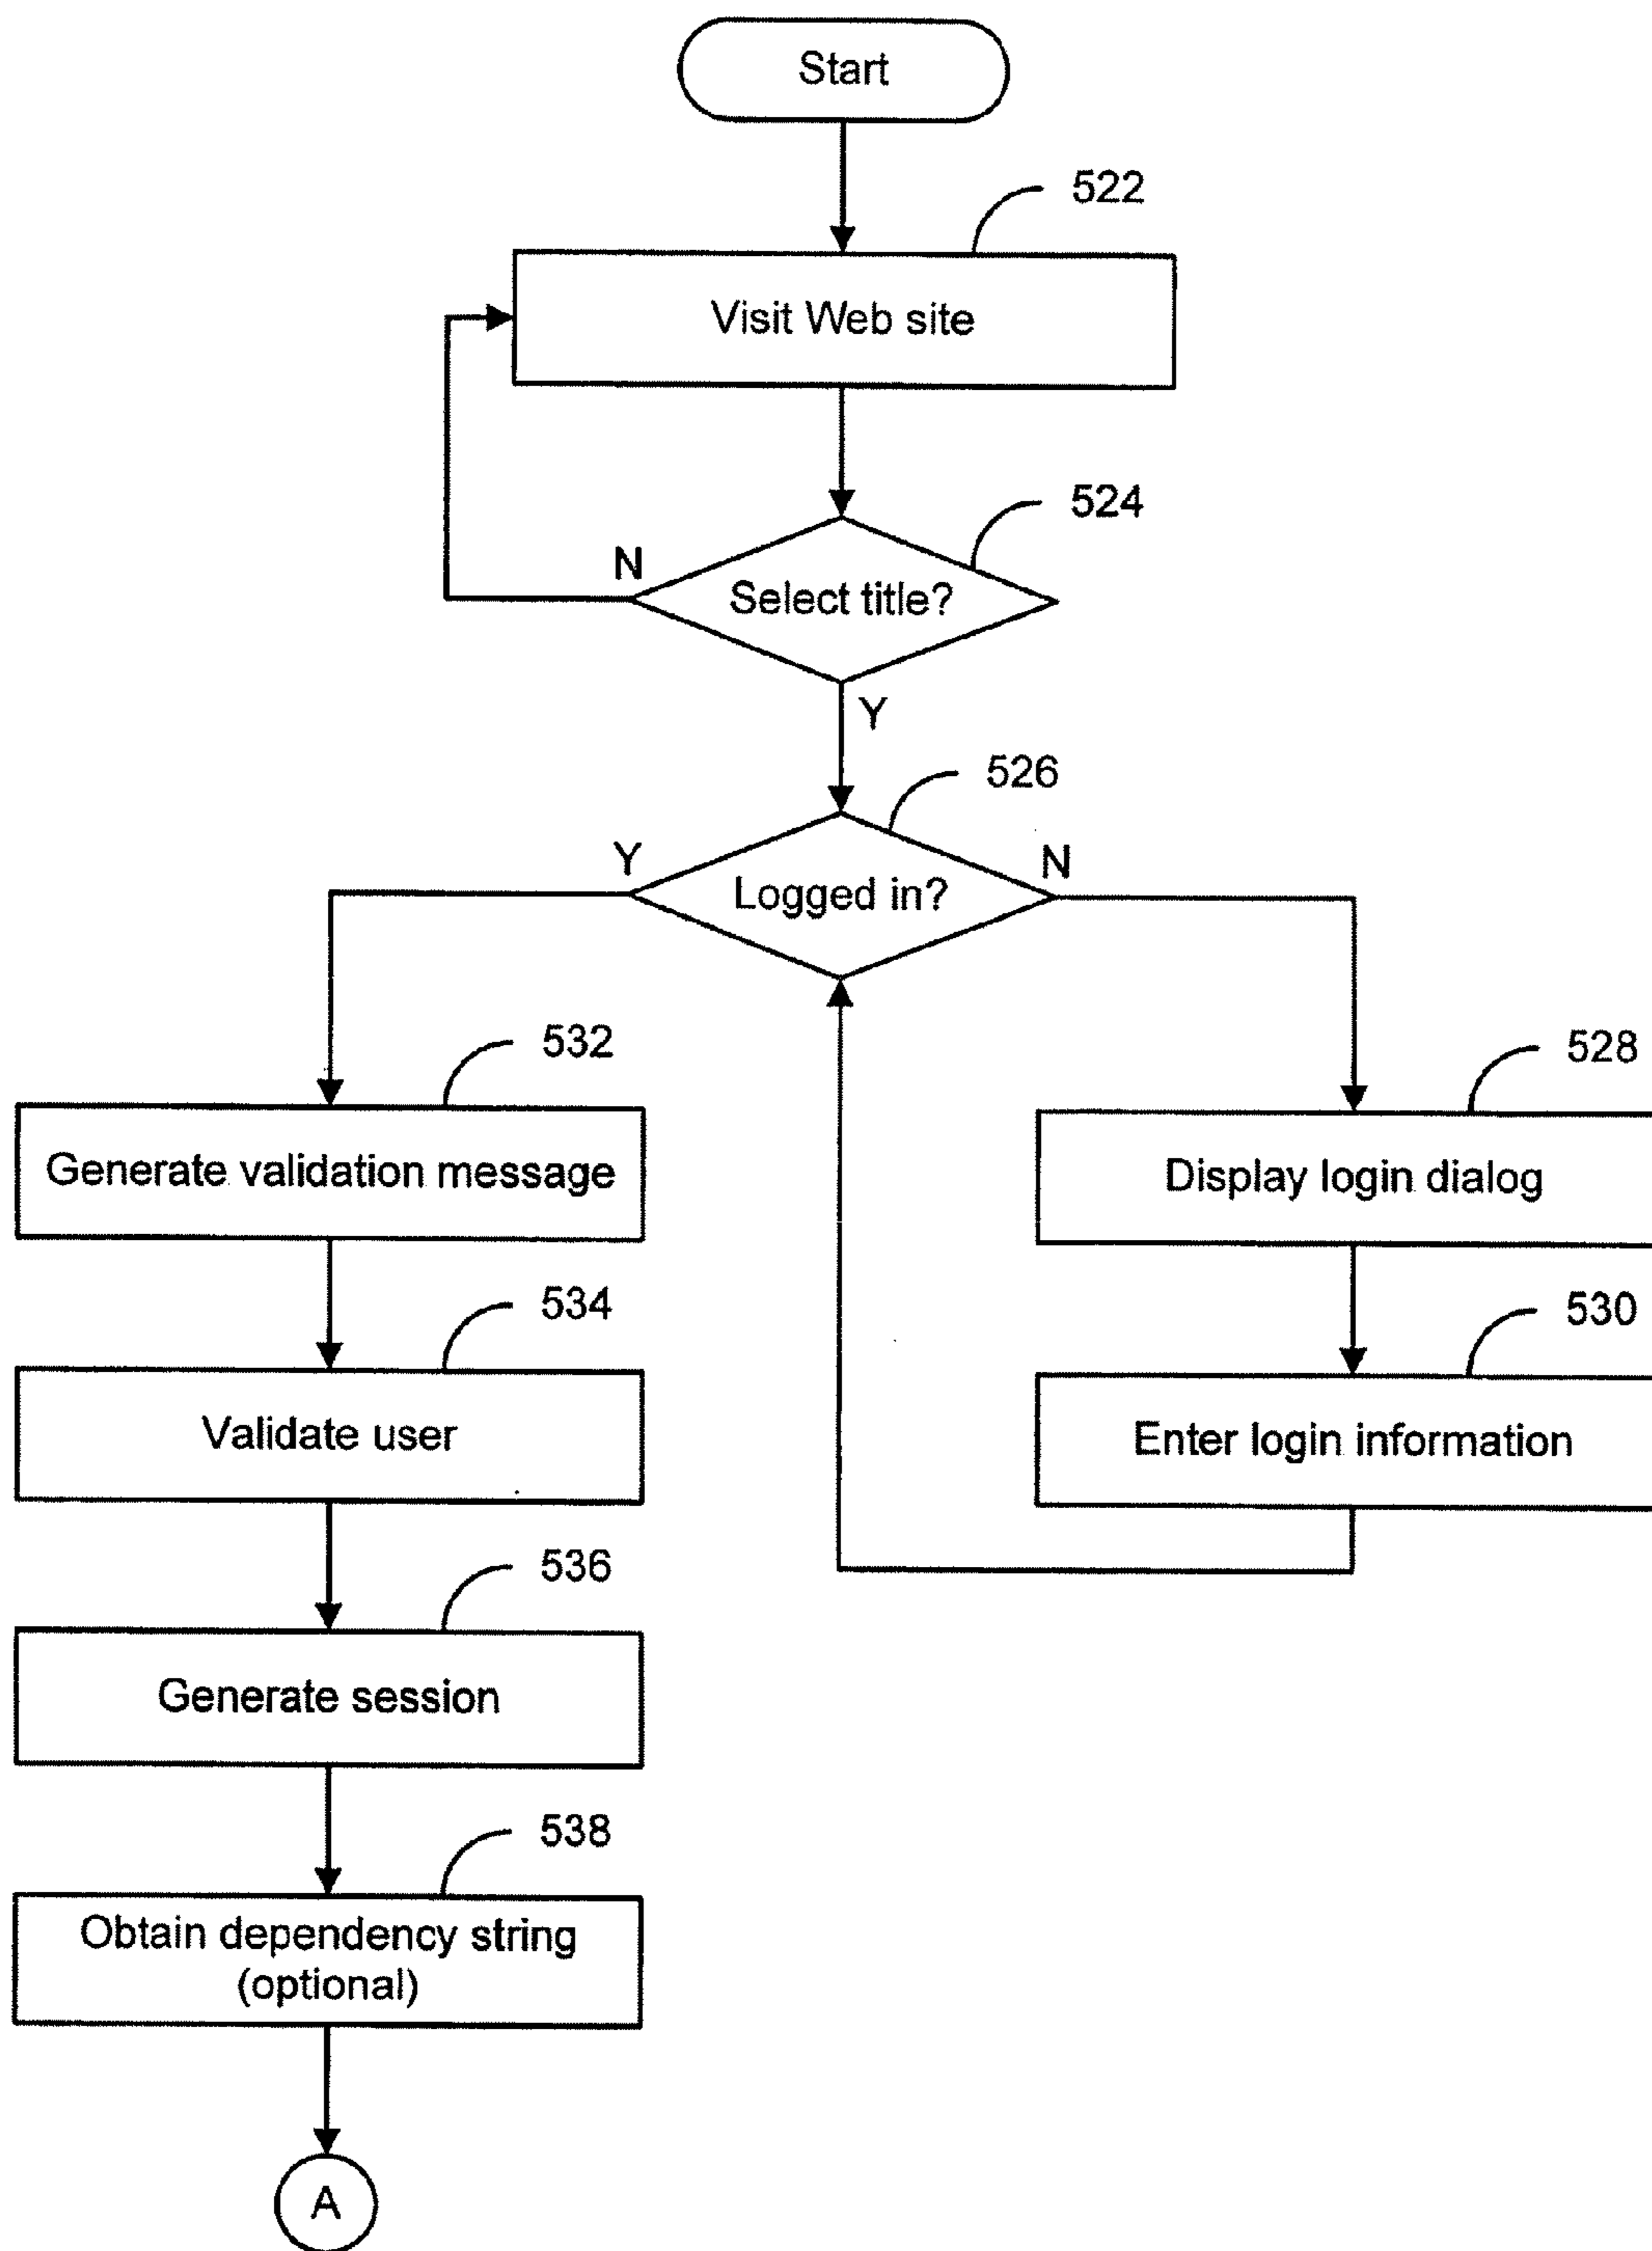 Start
522
Visit Web site
524
N
Select title?
Y
526
Y
N
Logged in?
532
528
Generate validation message
Display login dialog
534
530
Validate user
Enter login information
536
Generate session
538
Obtain dependency string
(optional)
A